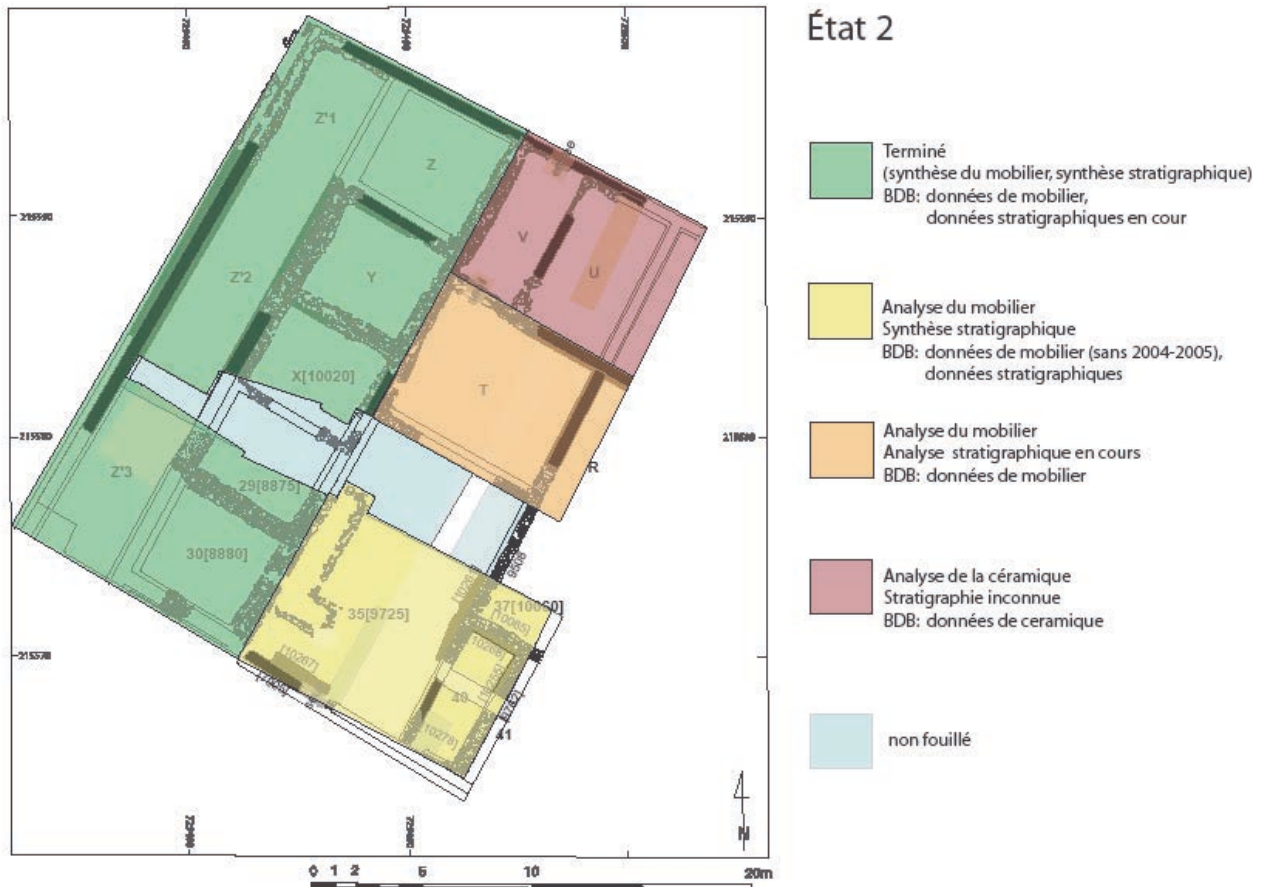 État 2
Terminé
(synthèse du mobilier, synthèse stratigraphique)
BDB: données de mobilier,
données stratigraphiques en cour
Analyse du mobilier
Synthèse stratigraphique
BDB: données de mobilier (sans 2004-2005),
données stratigraphiques
Analyse du mobilier
Analyse stratigraphique en cours
BDB: données de mobilier
Analyse de la céramique
Stratigraphie inconnue
BDB: données de ceramique
non fouillé
Z'1
Z
V
U
Z'2
Y
X[10020]
T
R
Z'3
29[8875]
30[8880]
9508
35[9725]
37[10060]
[10065]
[10267]
[10268]
40
[10278]
41
N
0 1 2 5 10 20m